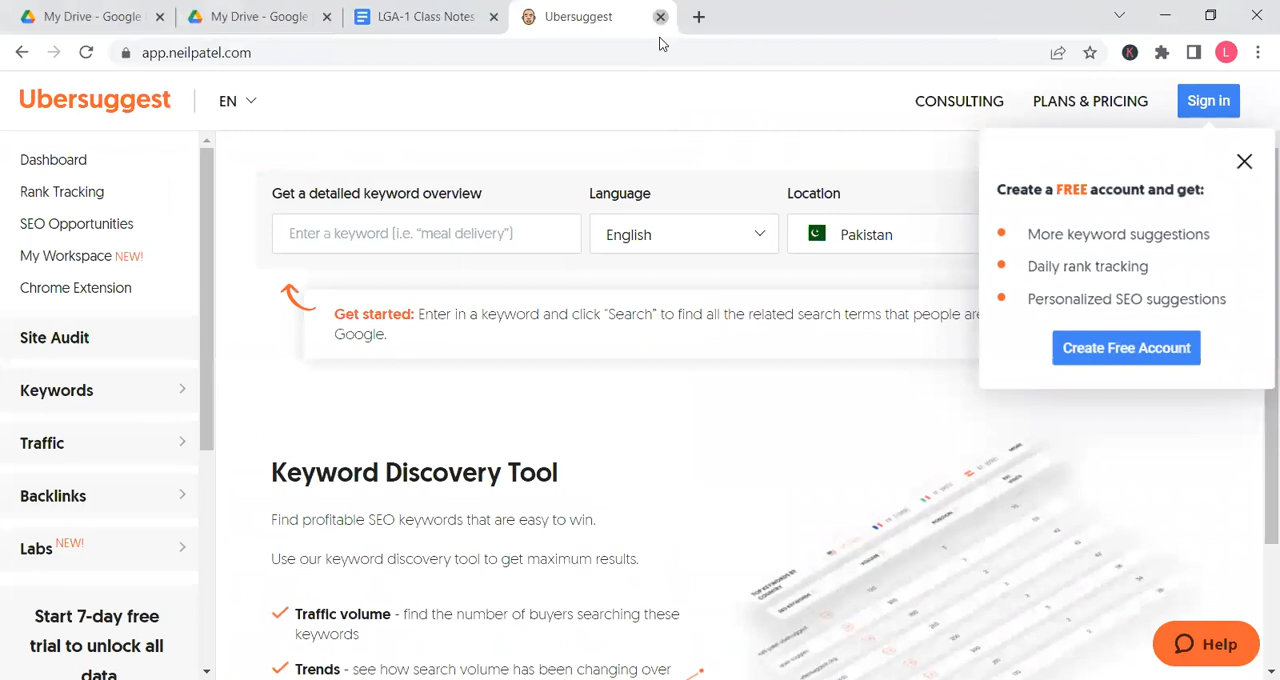 My Drive - Google
My Drive - Google
LGA-1 Class Notes
Ubersuggest
app.neilpatel.com
K
L
Ubersuggest
EN
CONSULTING
PLANS & PRICING
Sign in
Dashboard
Rank Tracking
SEO Opportunities
My Workspace NEW!
Chrome Extension
Site Audit
Keywords
Traffic
Backlinks
Labs NEW!
Start 7-day free
trial to unlock all
data
Get a detailed keyword overview
Language
Location
Enter a keyword (i.e. "meal delivery")
English
Pakistan
Get started: Enter in a keyword and click "Search" to find all the related search terms that people are
Google.
Create a FREE account and get:
More keyword suggestions
Daily rank tracking
Personalized SEO suggestions
Create Free Account
Keyword Discovery Tool
Find profitable SEO keywords that are easy to win.
Use our keyword discovery tool to get maximum results.
Traffic volume - find the number of buyers searching these
keywords
Trends - see how search volume has been changing over
TOP KEYWORDS BY
COUNTRY
Help